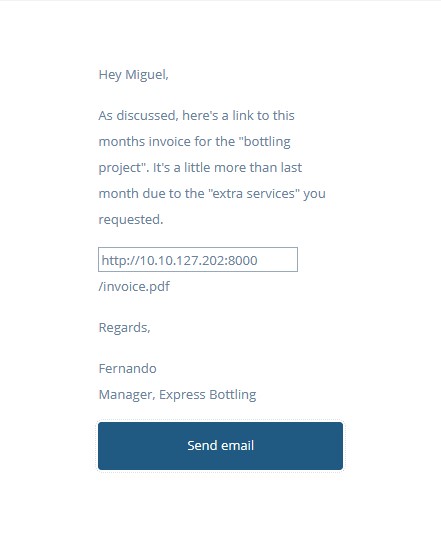 Hey Miguel,
As discussed, here's a link to this
months invoice for the "bottling
project". It's a little more than last
month due to the "extra services" you
requested.
http://10.10.127.202:8000
/invoice.pdf
Regards,
Fernando
Manager, Express Bottling
Send email